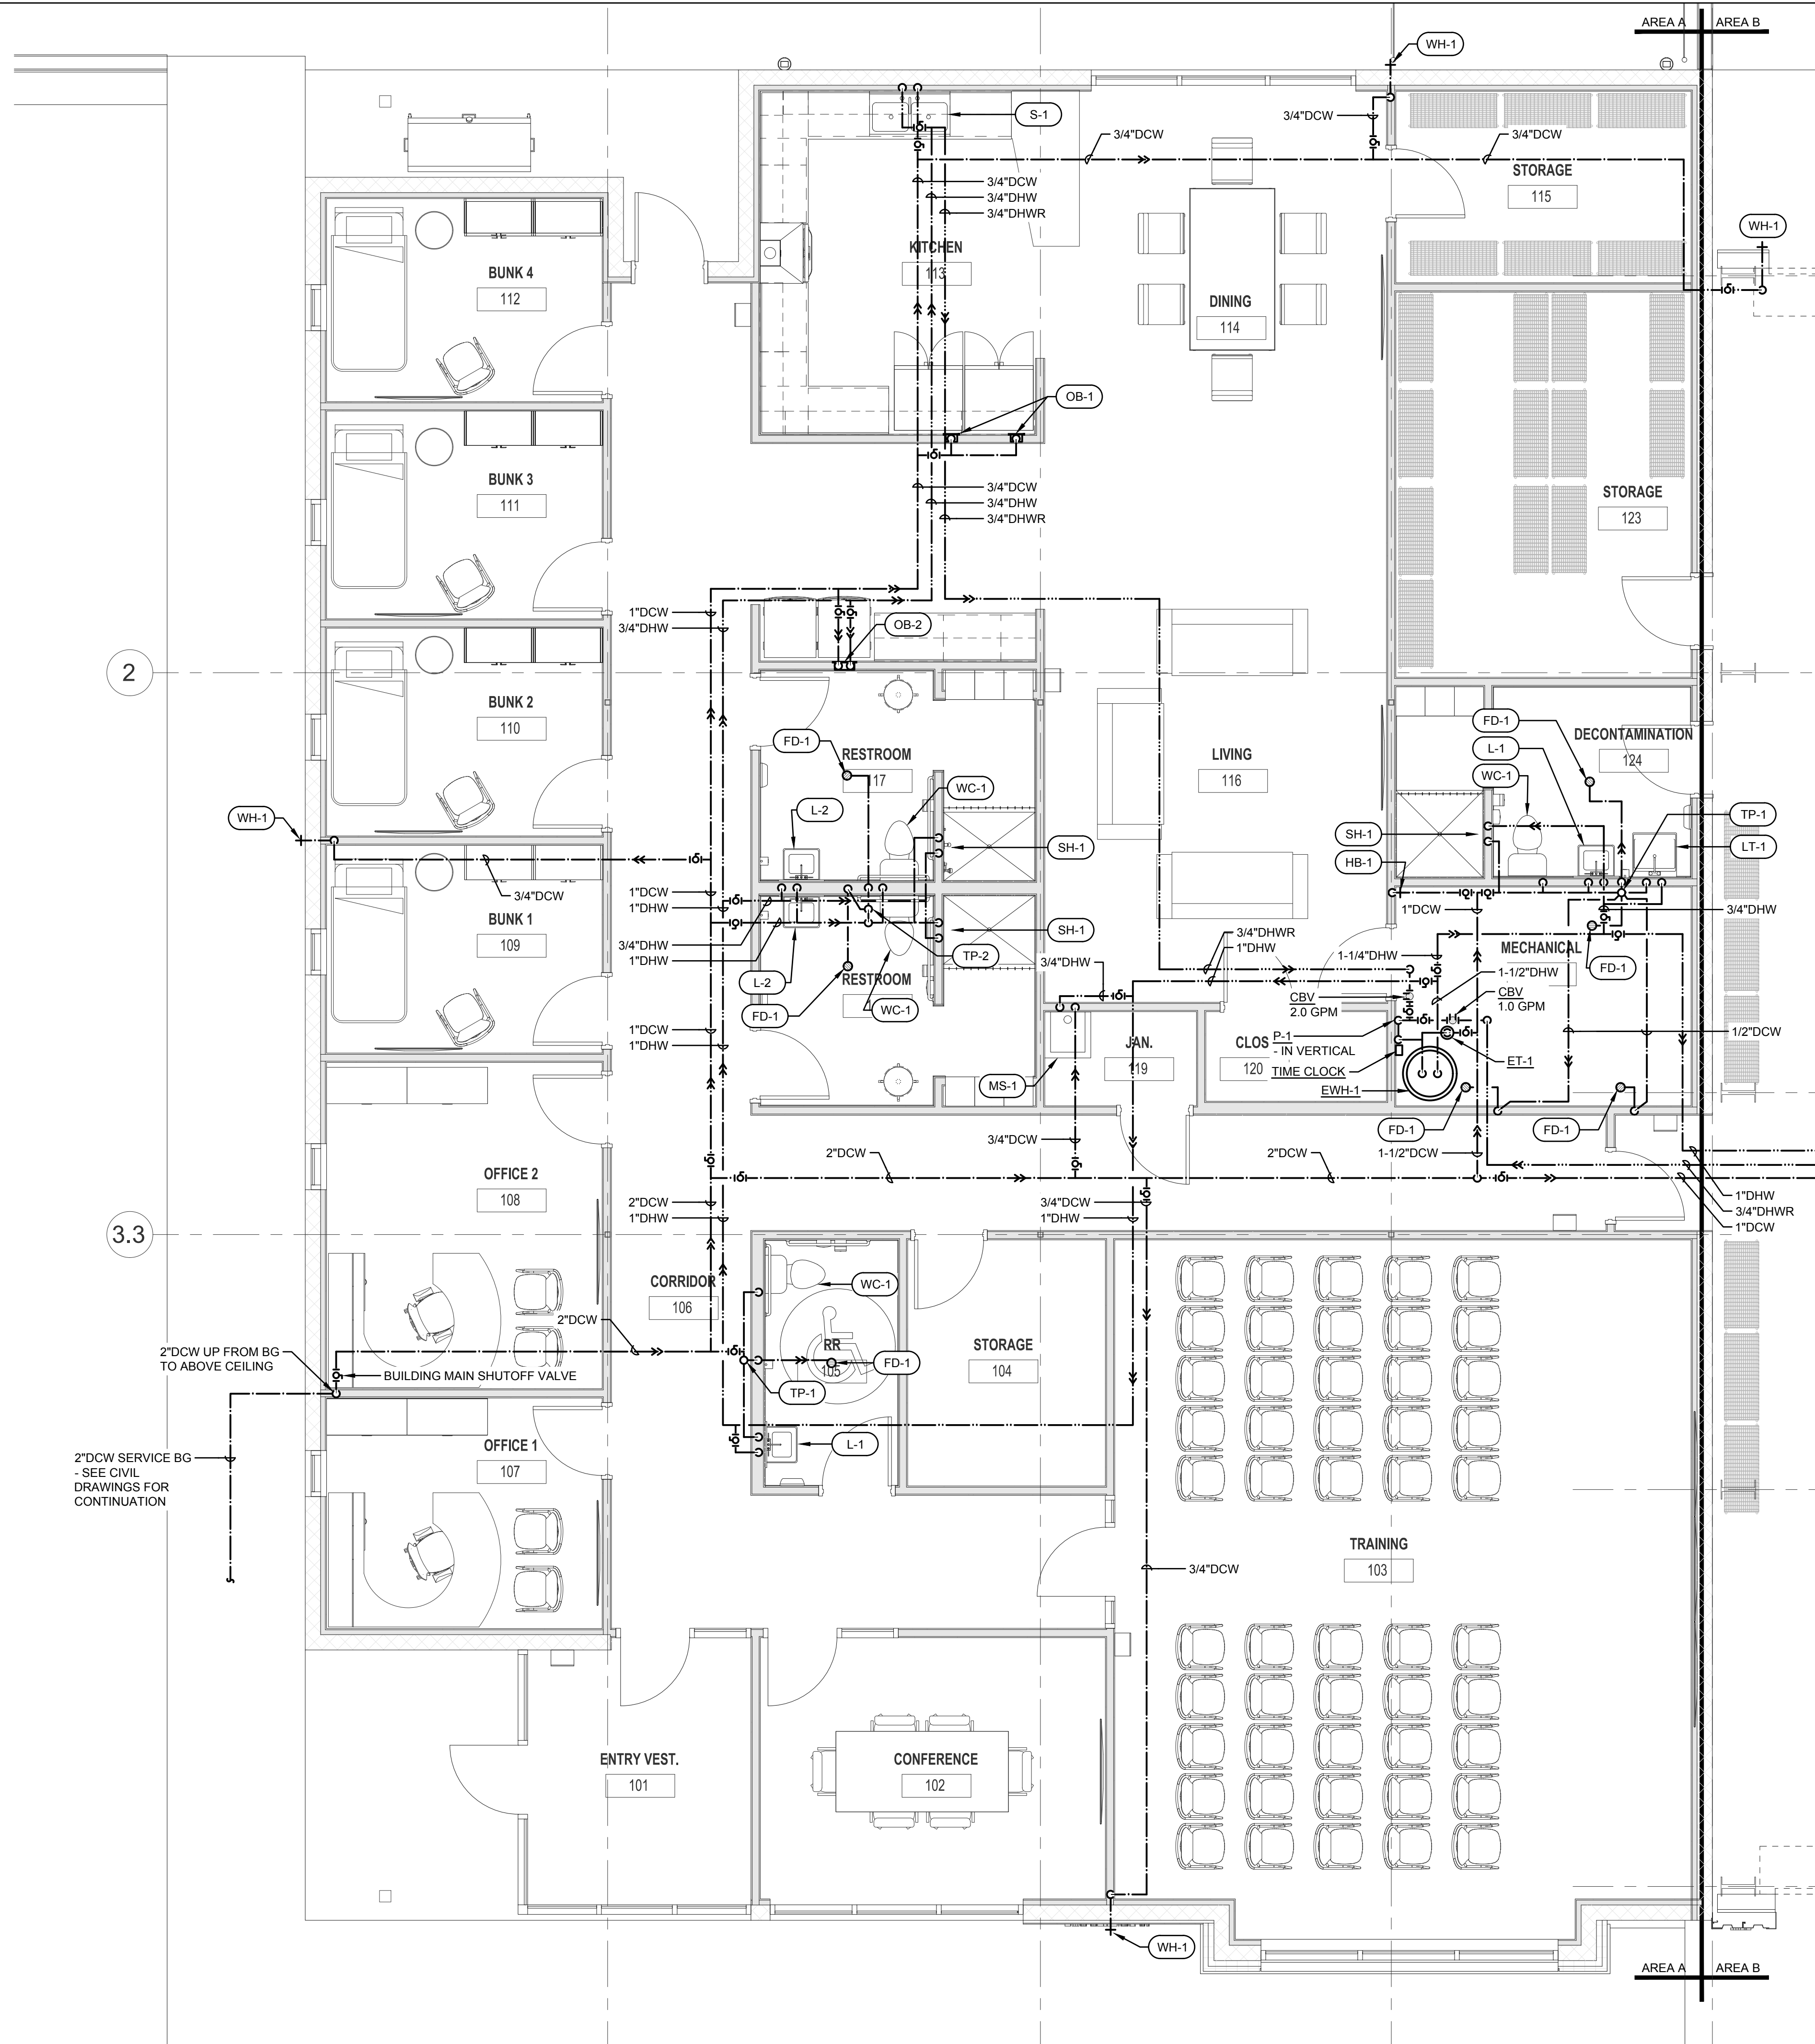 AREA A
AREA B
WH-1
S-1
3/4"DCW
3/4"DCW
3/4"DCW
STORAGE
115
3/4"DCW
3/4"DHW
3/4"DHWR
WH-1
KITCHEN
113
BUNK 4
112
DINING
114
OB-1
BUNK 3
111
3/4"DCW
3/4"DHW
3/4"DHWR
STORAGE
123
1"DCW
3/4"DHW
OB-2
2
BUNK 2
110
FD-1
RESTROOM
117
WC-1
L-2
SH-1
LIVING
116
FD-1
L-1
WC-1
DECONTAMINATION
124
TP-1
LT-1
SH-1
HB-1
WH-1
3/4"DCW
1"DCW
1"DHW
BUNK 1
109
3/4"DHW
1"DHW
L-2
FD-1
SH-1
TP-2
RESTROOM
WC-1
1"DCW
3/4"DHW
3/4"DHWR
1"DHW
3/4"DHW
1-1/4"DHW
MECHANICAL
FD-1
1-1/2"DHW
CBV
2.0 GPM
CBV
1.0 GPM
1/2"DCW
1"DCW
1"DHW
P-1
- IN VERTICAL
TIME CLOCK
EWH-1
ET-1
JAN.
119
CLOS
120
MS-1
FD-1
FD-1
3/4"DCW
2"DCW
2"DCW
1-1/2"DCW
OFFICE 2
108
2"DCW
1"DHW
3/4"DCW
1"DHW
1"DHW
3/4"DHWR
1"DCW
3.3
CORRIDOR
106
WC-1
2"DCW
RR
105
FD-1
STORAGE
104
2"DCW UP FROM BG
TO ABOVE CEILING
BUILDING MAIN SHUTOFF VALVE
TP-1
OFFICE 1
107
L-1
2"DCW SERVICE BG
- SEE CIVIL
DRAWINGS FOR
CONTINUATION
TRAINING
103
3/4"DCW
ENTRY VEST.
101
CONFERENCE
102
WH-1
AREA A
AREA B